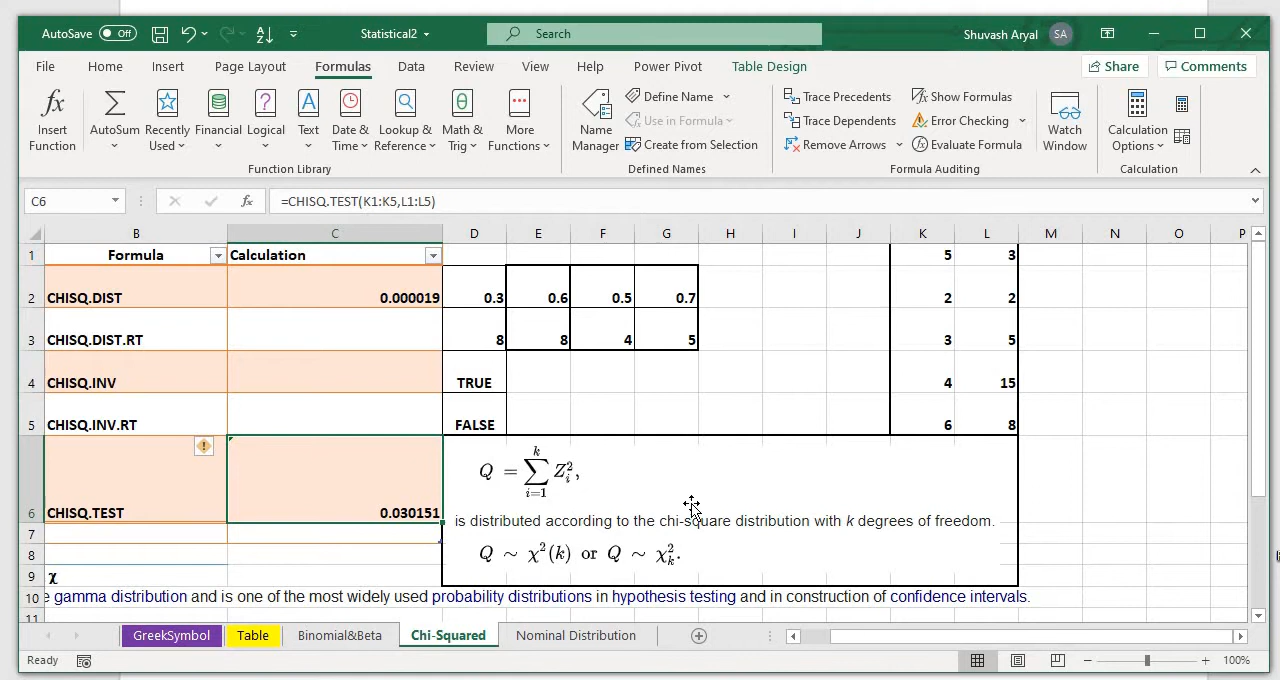 AutoSave Off Statistical2 Search Shuvash Aryal SA
File Home Insert Page Layout Formulas Data Review View Help Power Pivot Table Design Share Comments
fx Σ ? A θ
Insert Function AutoSum Recently Used Financial Logical Text Date & Time Lookup & Reference Math & Trig More Functions
Name Manager Define Name Use in Formula Create from Selection
Trace Precedents Show Formulas
Trace Dependents Error Checking
Remove Arrows Evaluate Formula
Watch Window Calculation Options
Function Library Defined Names Formula Auditing Calculation
C6 fx =CHISQ.TEST(K1:K5,L1:L5)
B C D E F G H I J K L M N O P
1 Formula Calculation 5 3
2 CHISQ.DIST 0.000019 0.3 0.6 0.5 0.7 2 2
3 CHISQ.DIST.RT 8 8 4 5 3 5
4 CHISQ.INV TRUE 4 15
5 CHISQ.INV.RT FALSE 6 8
Q = ∑ k i=1 Z_i^2,
6 CHISQ.TEST 0.030151
is distributed according to the chi-square distribution with k degrees of freedom.
7
8 Q ∼ χ^2(k) or Q ∼ χ_k^2.
9 χ
10 e gamma distribution and is one of the most widely used probability distributions in hypothesis testing and in construction of confidence intervals.
11
GreekSymbol Table Binomial&Beta Chi-Squared Nominal Distribution
Ready 100%